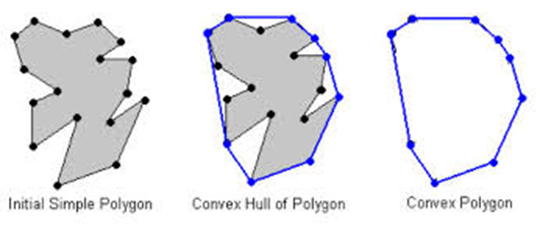 Initial Simple Polygon
Convex Hull of Polygon
Convex Polygon